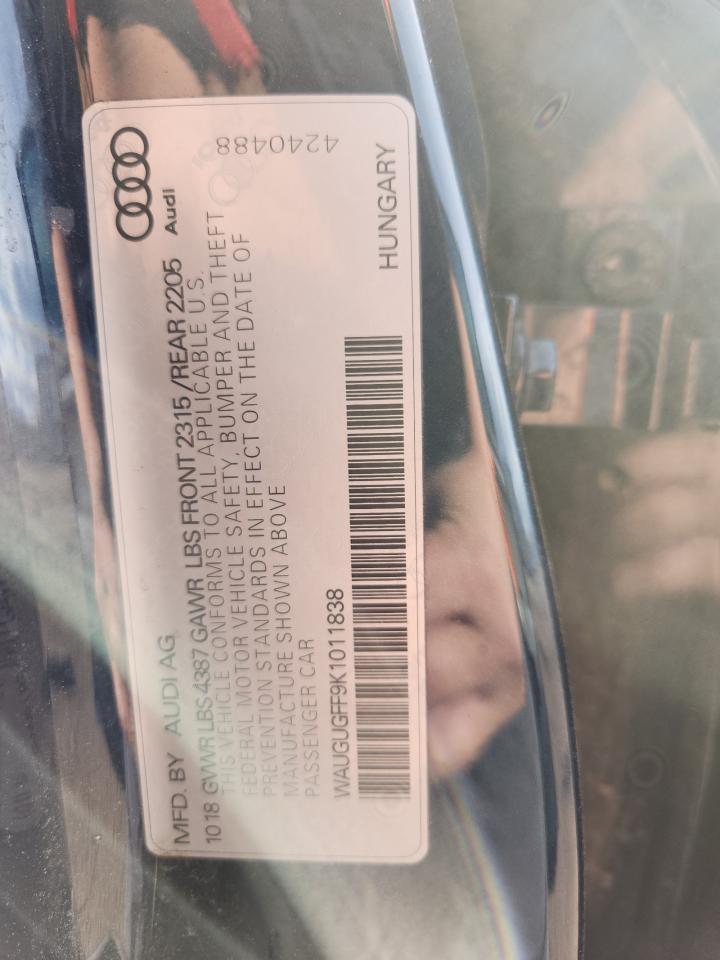 MFD. BY AUDI AG
Audi
1018 GVWR LBS 4387 GAWR LBS FRONT 2315 /REAR 2205
THIS VEHICLE CONFORMS TO ALL APPLICABLE U.S.
FEDERAL MOTOR VEHICLE SAFETY, BUMPER AND THEFT
PREVENTION STANDARDS IN EFFECT ON THE DATE OF
MANUFACTURE SHOWN ABOVE
PASSENGER CAR
4240488
WAUGUGFF9K1011838
HUNGARY